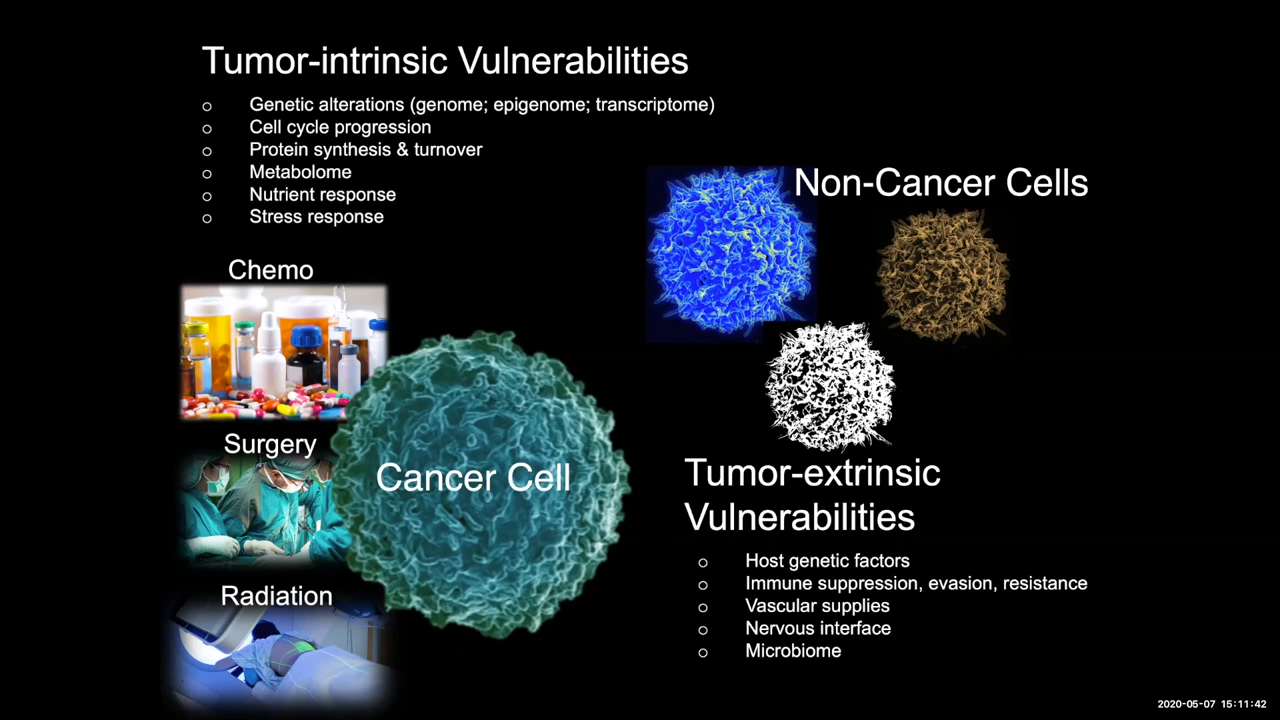 Tumor-intrinsic Vulnerabilities
o Genetic alterations (genome; epigenome; transcriptome)
o Cell cycle progression
o Protein synthesis & turnover
o Metabolome
o Nutrient response
o Stress response
Non-Cancer Cells
Chemo
Surgery
Cancer Cell
Radiation
Tumor-extrinsic
Vulnerabilities
o Host genetic factors
o Immune suppression, evasion, resistance
o Vascular supplies
o Nervous interface
o Microbiome
2020-05-07 15:11:42